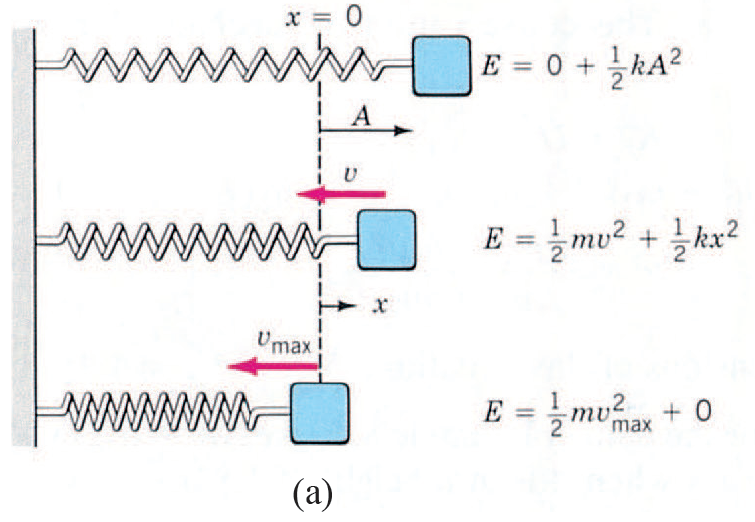 x = 0
E = 0 + ½kA²
A
v
E = ½mv² + ½kx²
x
v_max
E = ½mv²_max + 0
(a)